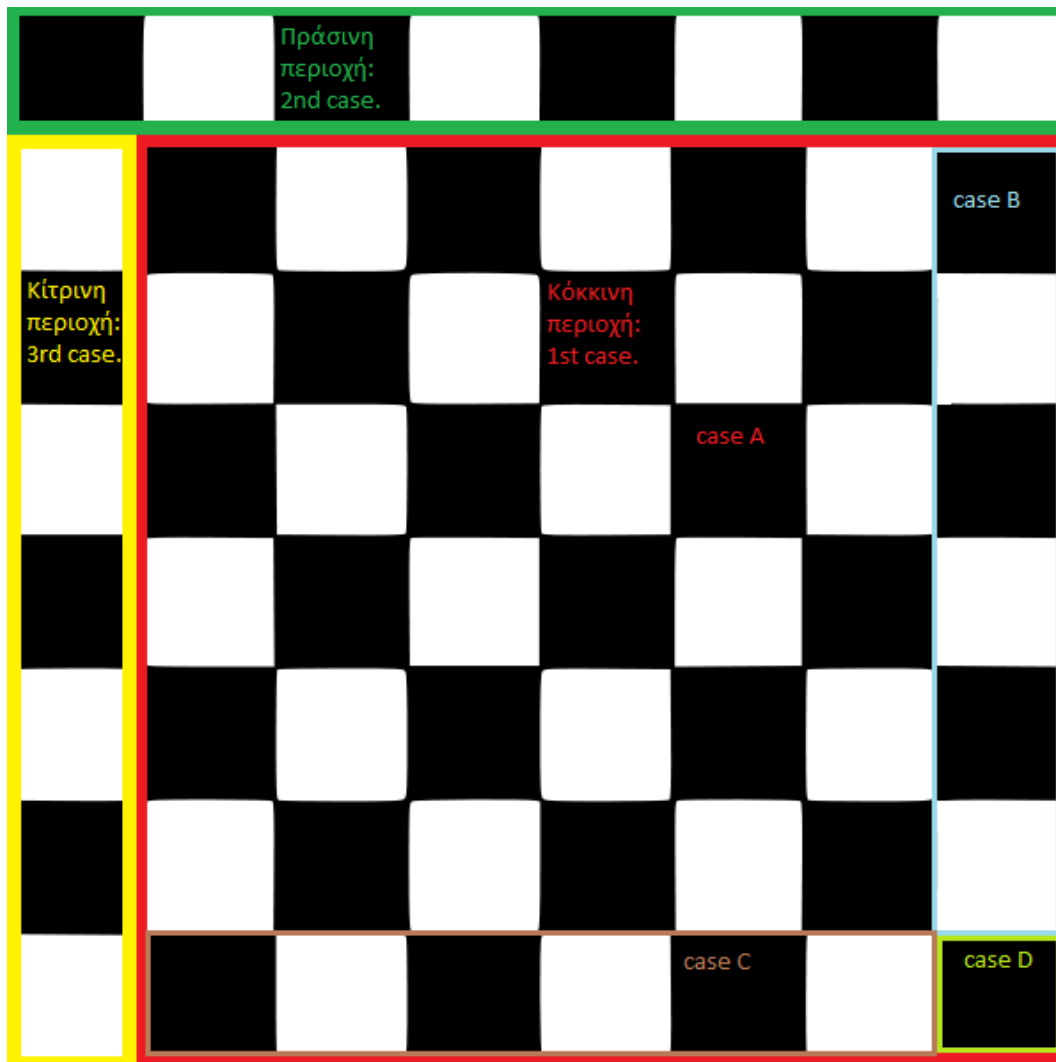 Πράσινη
περιοχή:
2nd case.
case B
Κίτρινη
περιοχή:
3rd case.
Κόκκινη
περιοχή:
1st case.
case A
case C
case D